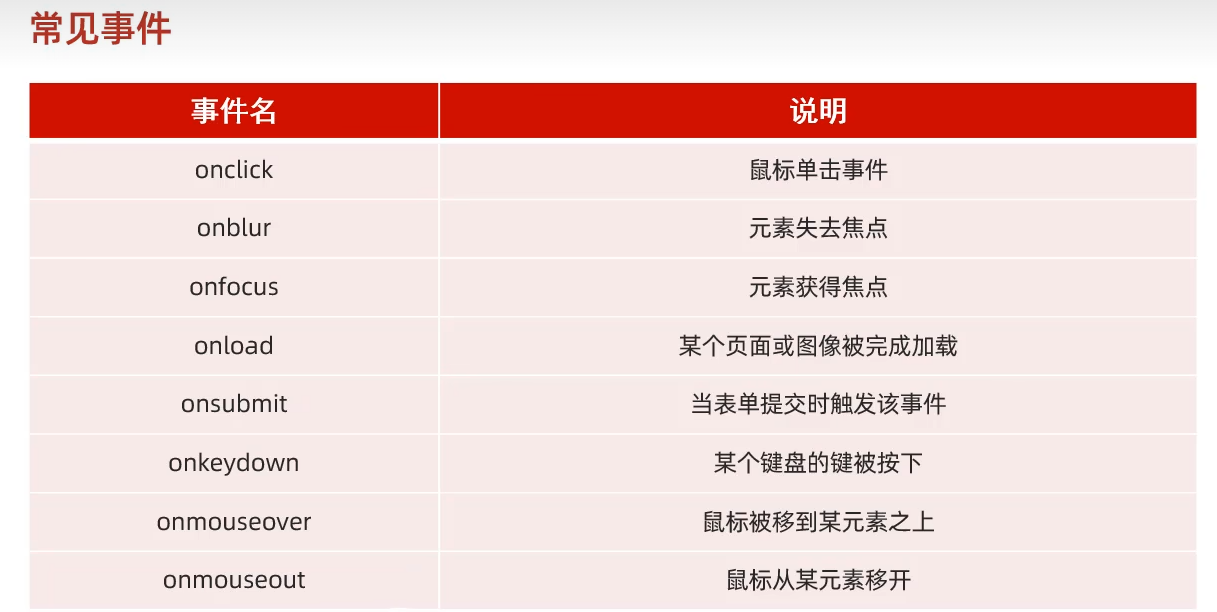 常见事件
事件名 说明
onclick 鼠标单击事件
onblur 元素失去焦点
onfocus 元素获得焦点
onload 某个页面或图像被完成加载
onsubmit 当表单提交时触发该事件
onkeydown 某个键盘的键被按下
onmouseover 鼠标被移到某元素之上
onmouseout 鼠标从某元素移开